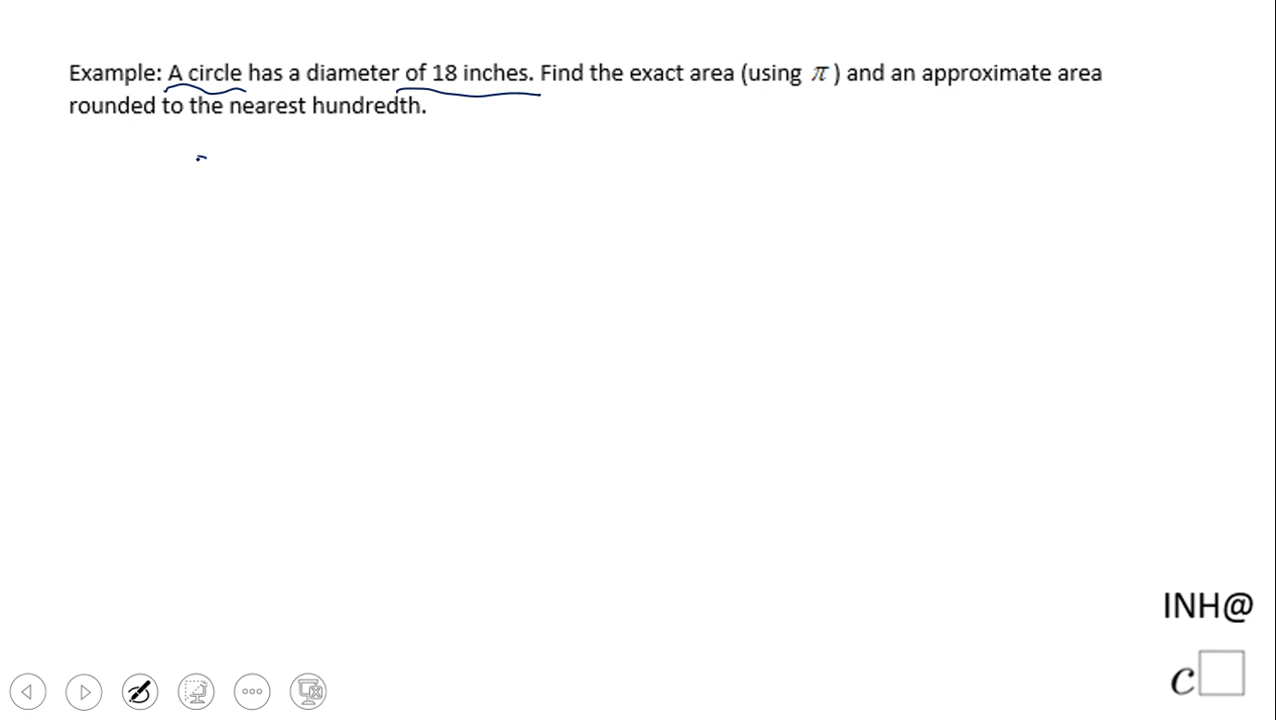 Example: A circle has a diameter of 18 inches. Find the exact area (using π) and an approximate area
rounded to the nearest hundredth.
INH@
c□